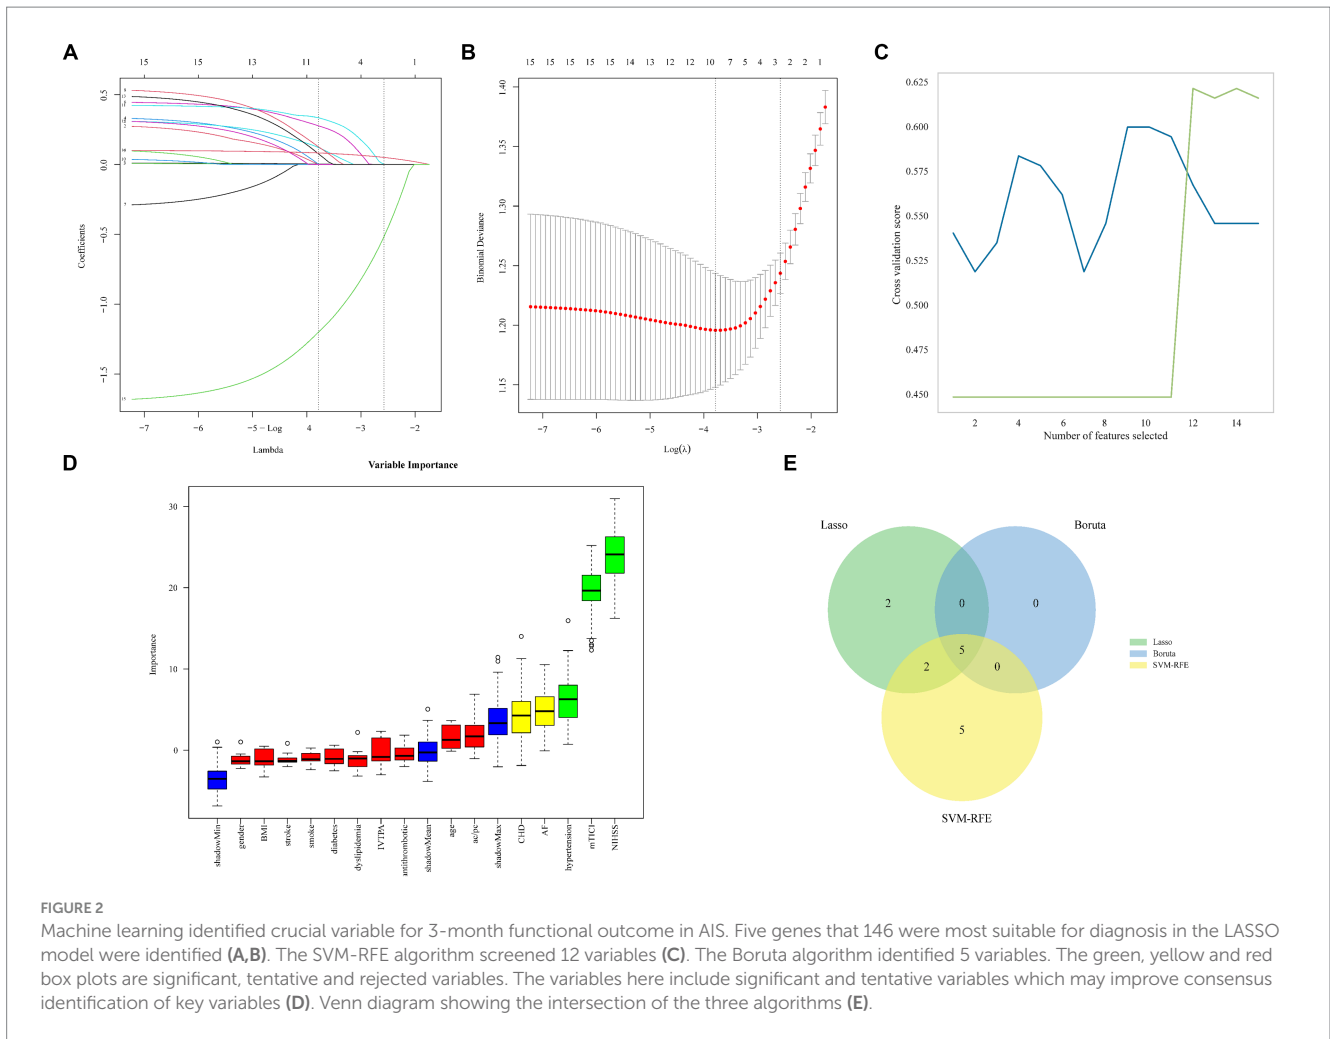 A
15 15 13 11 4 1
0.5
0.0
−0.5
−1.0
−1.5
Coefficients
−7 −6 −5 – Log 4 −3 −2
Lambda
B
15 15 15 15 14 13 12 12 10 7 5 4 3 2 2 1
1.40
1.35
1.30
1.25
1.20
1.15
Binomial Deviance
−7 −6 −5 −4 −3 −2
Log(λ)
C
0.625
0.600
0.575
0.550
0.525
0.500
0.475
0.450
Cross validation score
2 4 6 8 10 12 14
Number of features selected
D
Variable Importance
30
20
10
0
Importance
shadowMin
gender
BMI
stroke
smoke
diabetes
dyslipidemia
IVTPA
antithrombotic
shadowMean
age
ac/pc
shadowMax
CHD
AF
hypertension
mTICI
NIHSS
E
Lasso
Boruta
2
0
0
5
2
0
5
SVM-RFE
Lasso
Boruta
SVM-RFE
FIGURE 2
Machine learning identified crucial variable for 3-month functional outcome in AIS. Five genes that 146 were most suitable for diagnosis in the LASSO
model were identified (A,B). The SVM-RFE algorithm screened 12 variables (C). The Boruta algorithm identified 5 variables. The green, yellow and red
box plots are significant, tentative and rejected variables. The variables here include significant and tentative variables which may improve consensus
identification of key variables (D). Venn diagram showing the intersection of the three algorithms (E).